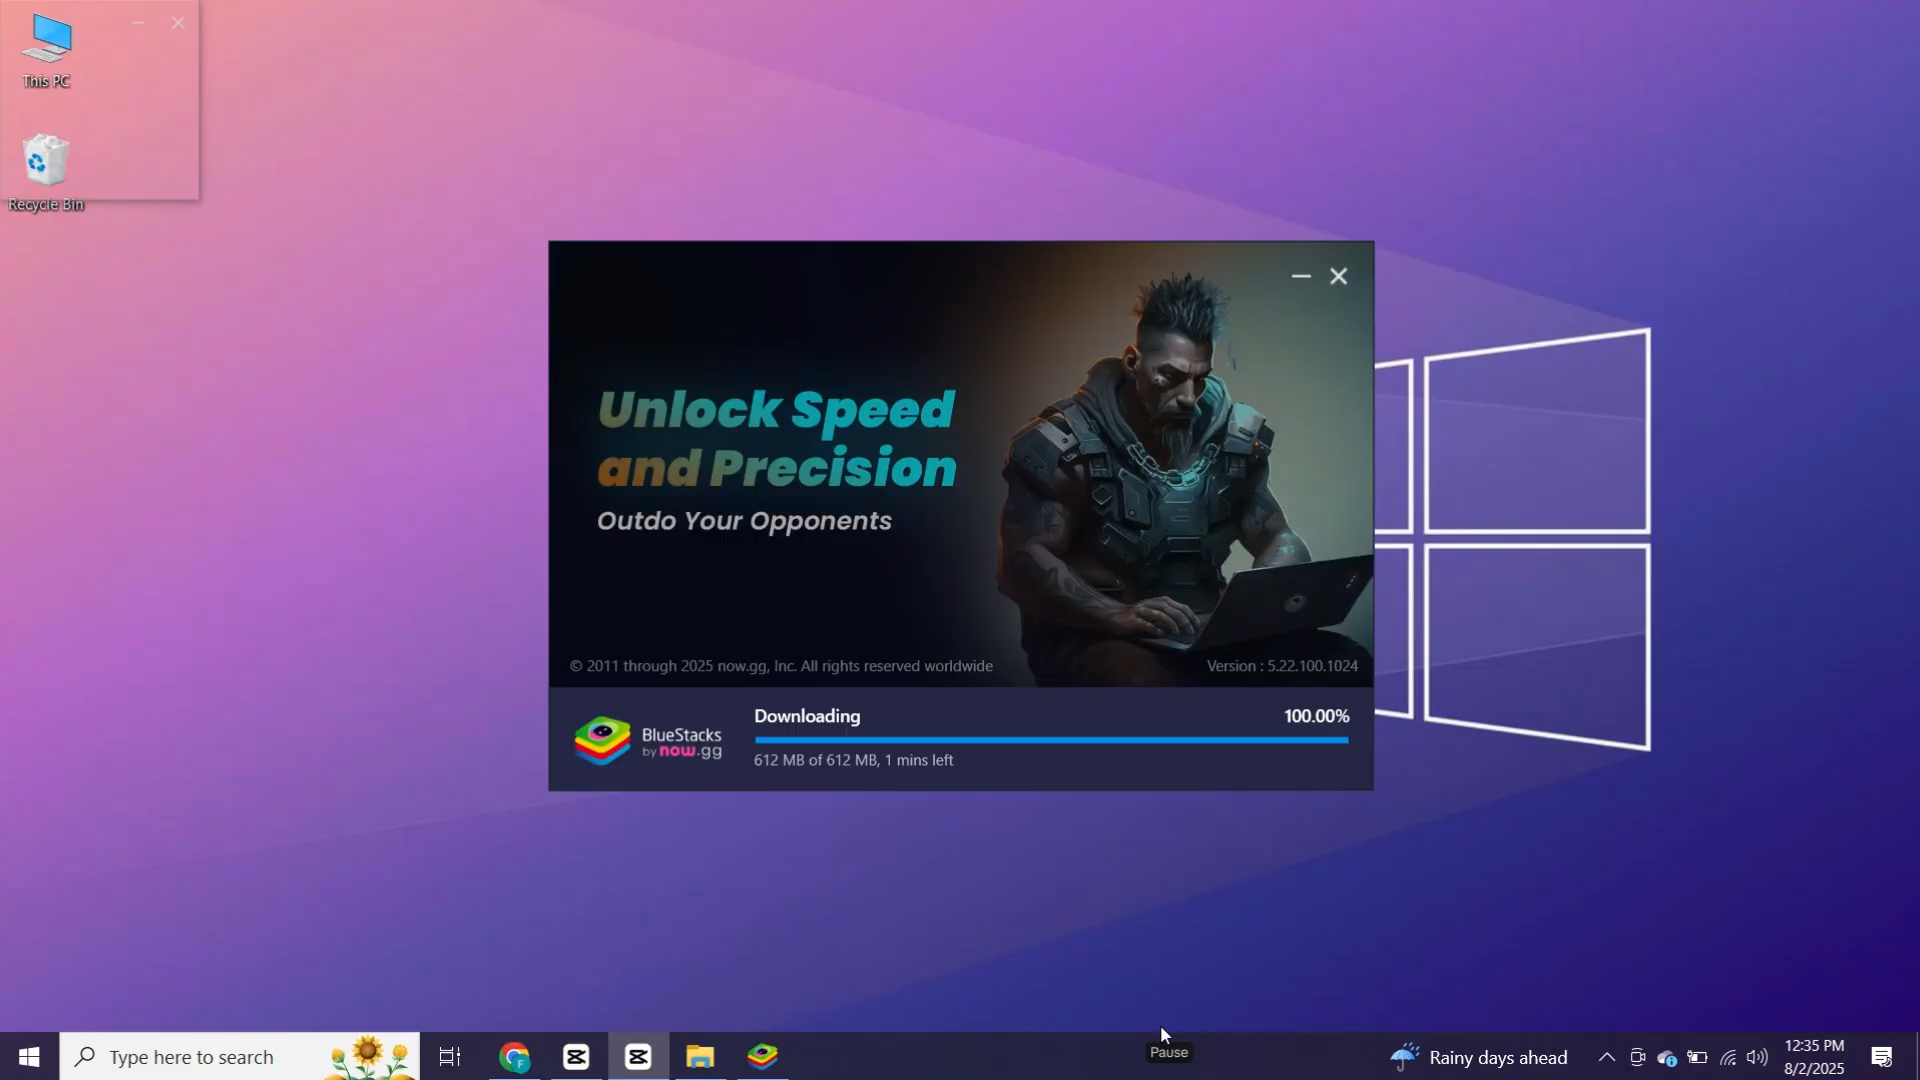 This PC
Recycle Bin
Unlock Speed
and Precision
Outdo Your Opponents
© 2011 through 2025 now.gg, Inc. All rights reserved worldwide
Version : 5.22.100.1024
BlueStacks
by now.gg
Downloading
100.00%
612 MB of 612 MB, 1 mins left
Pause
Type here to search
F
Rainy days ahead
12:35 PM
8/2/2025